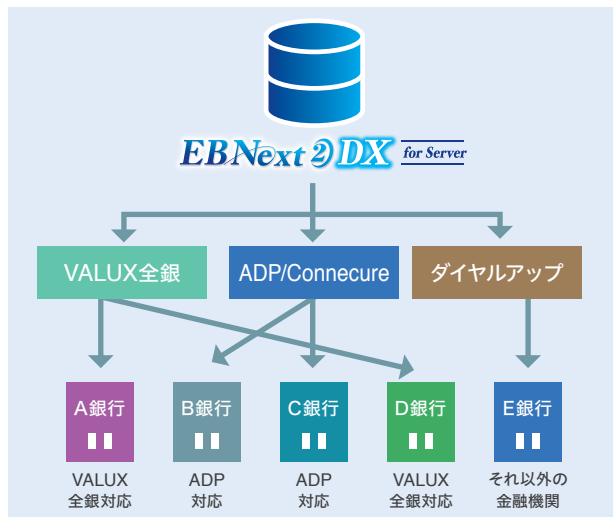 EBNext2 DX for Server
VALUX全銀
ADP/Connecure
ダイヤルアップ
A銀行
B銀行
C銀行
D銀行
E銀行
VALUX
全銀対応
ADP
対応
ADP
対応
VALUX
全銀対応
それ以外の
金融機関